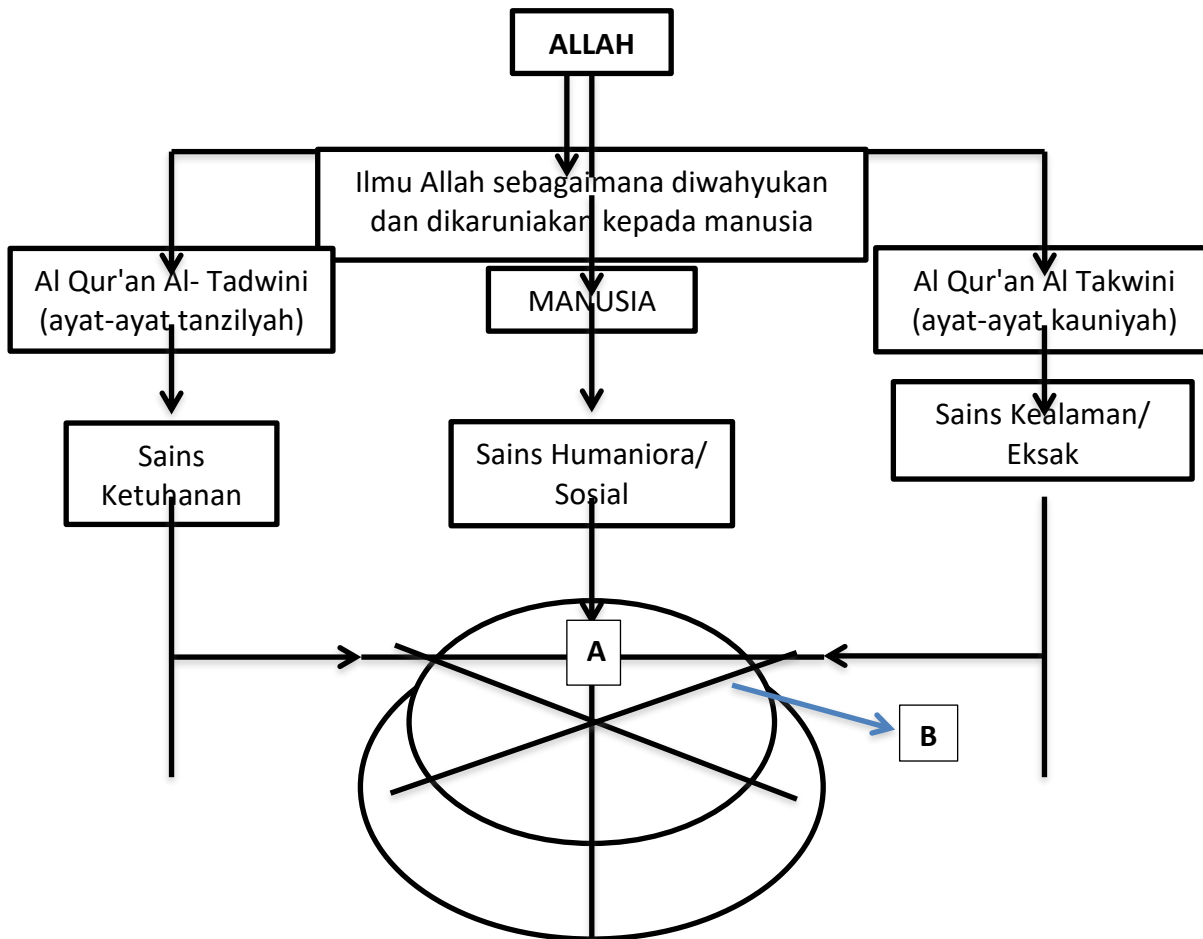 ALLAH
Ilmu Allah sebagaimana diwahyukan
dan dikaruniakan kepada manusia
Al Qur'an Al- Tadwini
(ayat-ayat tanzilyah)
MANUSIA
Al Qur'an Al Takwini
(ayat-ayat kauniyah)
Sains
Ketuhanan
Sains Humaniora/
Sosial
Sains Kealaman/
Eksak
A
B